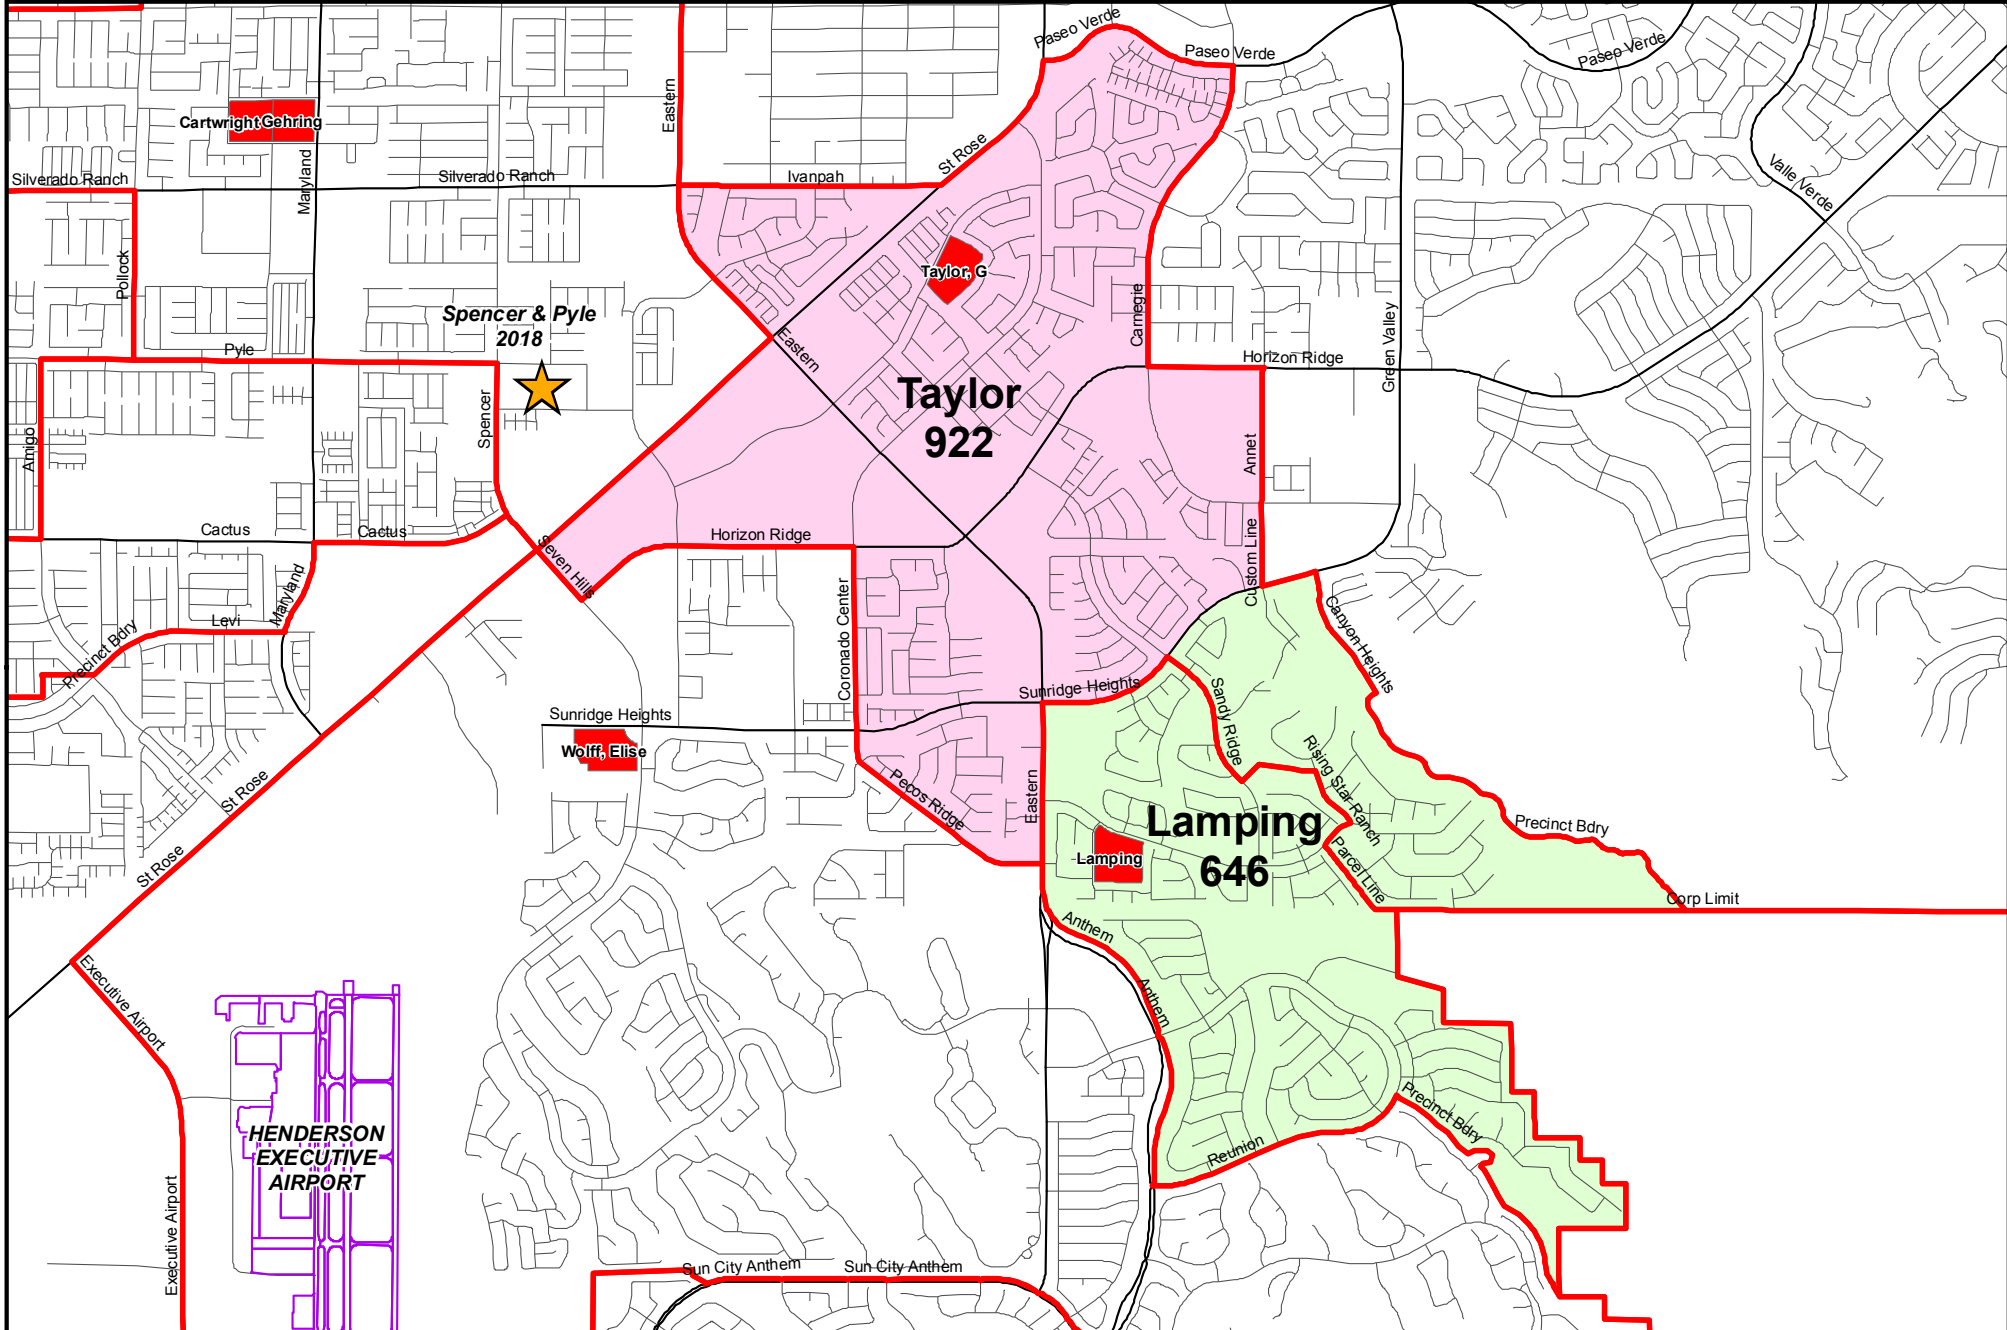 Paseo Verde
Paseo Verde
Paseo Verde
Eastern
Cartwright
Gehring
St Rose
Silverado Ranch
Maryland
Silverado Ranch
Ivanpah
Valle Verde
Pollock
Taylor, G
Carnegie
Spencer & Pyle
2018
Pyle
Eastern
Horizon Ridge
Green Valley
Taylor
922
Spencer
Amigo
Annet
Cactus
Cactus
Seven Hills
Horizon Ridge
Custom Line
Maryland
Levi
Precinct Bdry
Coronado Center
Canyon Heights
Sunridge Heights
Sandy Ridge
Sunridge Heights
Wolff, Elise
Rising Star Ranch
St Rose
Pecos Ridge
Eastern
Lamping
646
Precinct Bdry
Lamping
St Rose
Parcel Line
Corp Limit
Anthem
Executive Airport
Anthem
HENDERSON
EXECUTIVE
AIRPORT
Precinct Bdry
Reunion
Executive Airport
Sun City Anthem
Sun City Anthem